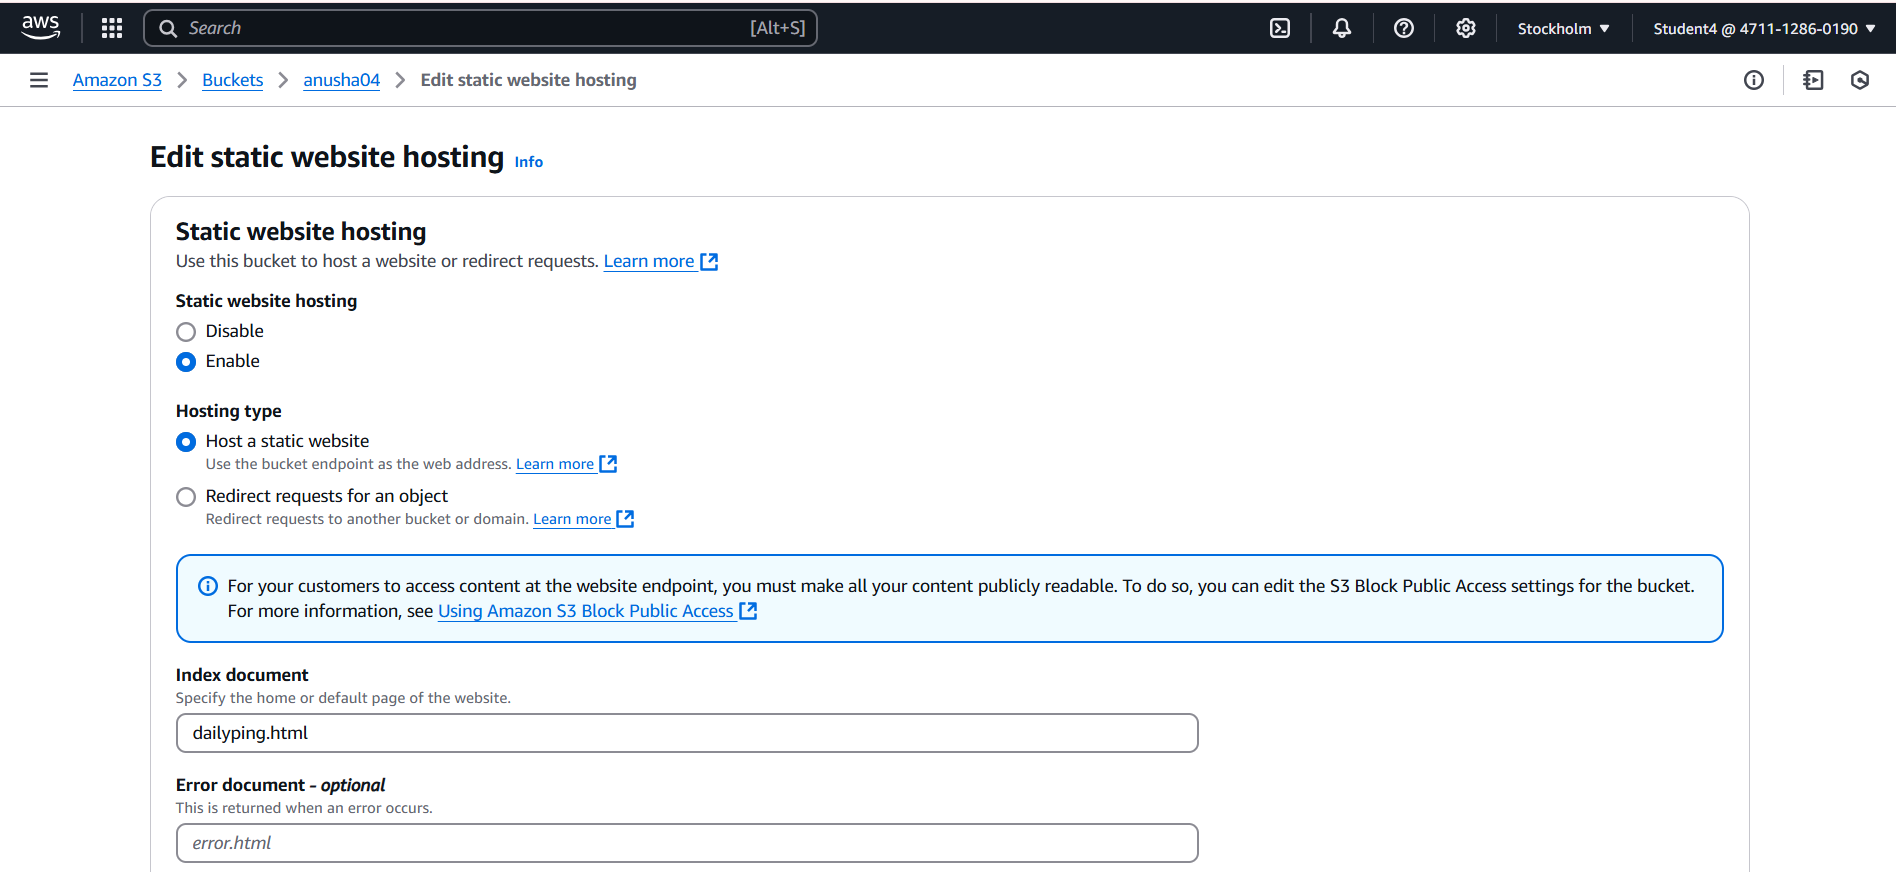 aws
Search [Alt+S] Stockholm Student4 @ 4711-1286-0190
Amazon S3 Buckets anusha04 Edit static website hosting
Edit static website hosting Info
Static website hosting
Use this bucket to host a website or redirect requests. Learn more
Static website hosting
Disable
Enable
Hosting type
Host a static website
Use the bucket endpoint as the web address. Learn more
Redirect requests for an object
Redirect requests to another bucket or domain. Learn more
For your customers to access content at the website endpoint, you must make all your content publicly readable. To do so, you can edit the S3 Block Public Access settings for the bucket.
For more information, see Using Amazon S3 Block Public Access
Index document
Specify the home or default page of the website.
dailyping.html
Error document - optional
This is returned when an error occurs.
error.html